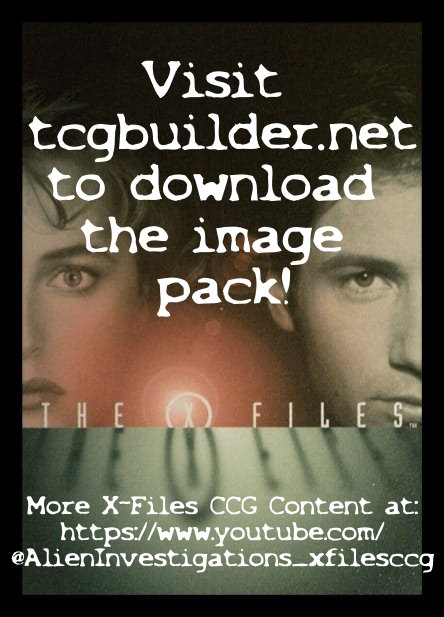 Visit
tcgbuilder.net
to download
the image
pack!
THE X FILES™
More X-Files CCG Content at:
https://www.youtube.com/
@AlienInvestigations_xfilesccg